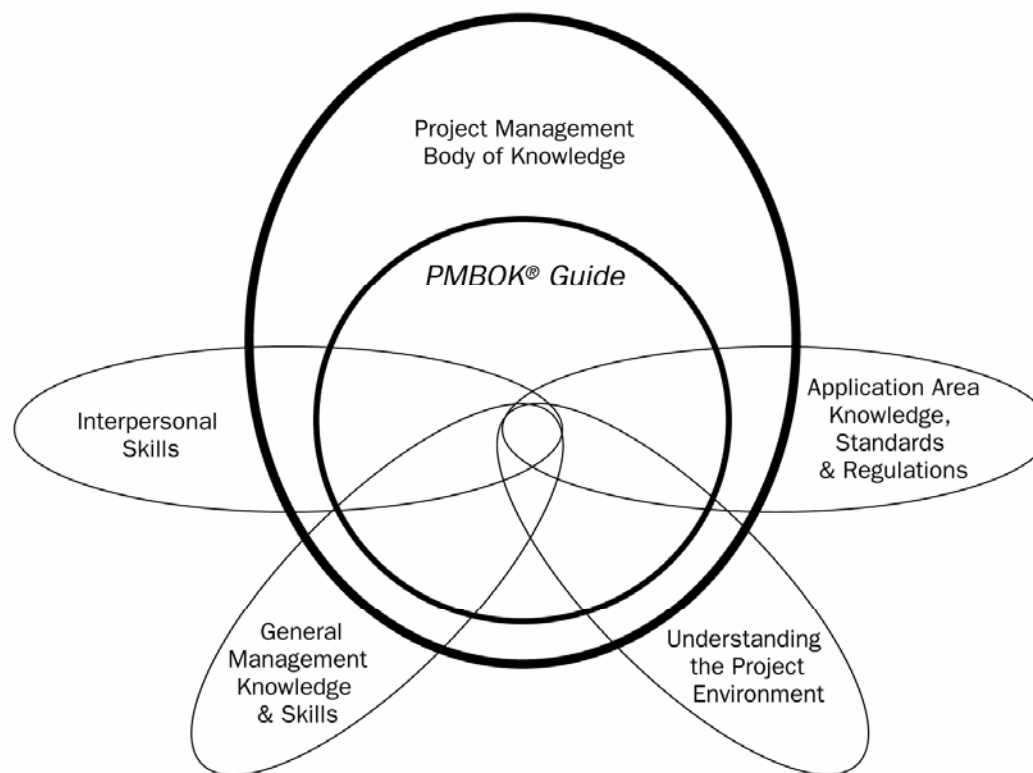 Project Management
Body of Knowledge
PMBOK® Guide
Interpersonal
Skills
Application Area
Knowledge,
Standards
& Regulations
General
Management
Knowledge
& Skills
Understanding
the Project
Environment